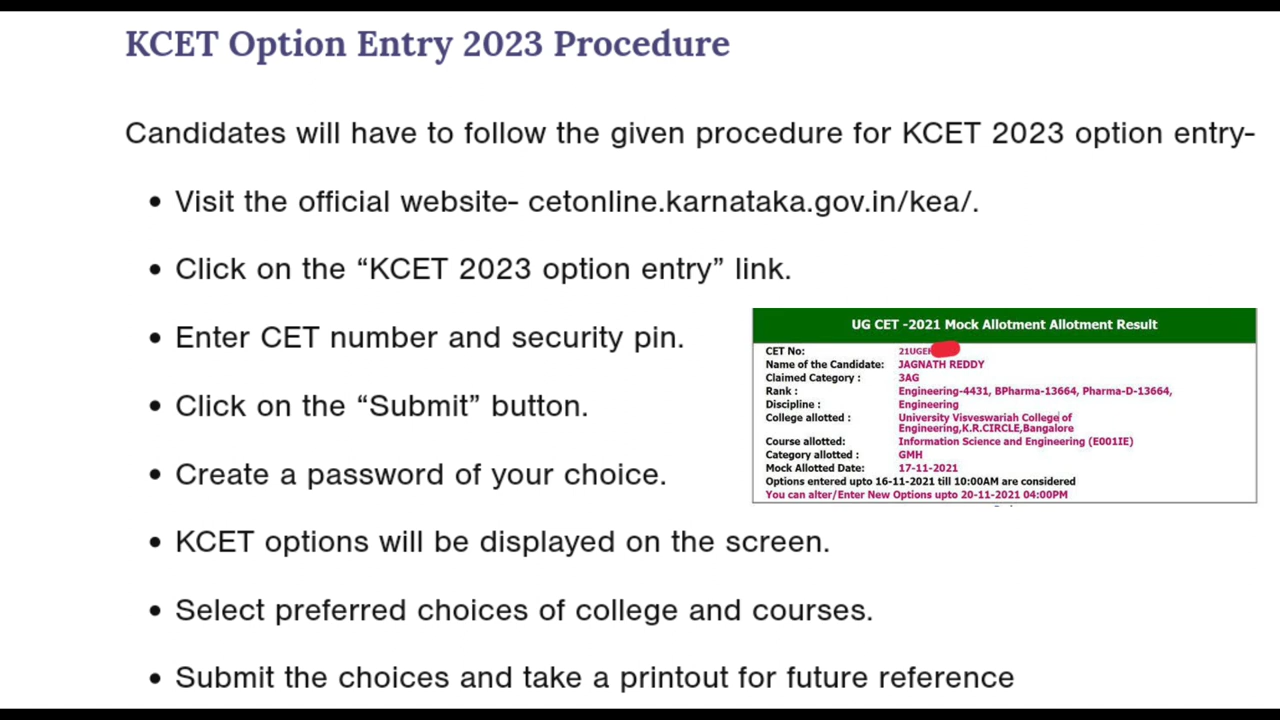 KCET Option Entry 2023 Procedure
Candidates will have to follow the given procedure for KCET 2023 option entry-
• Visit the official website- cetonline.karnataka.gov.in/kea/.
• Click on the “KCET 2023 option entry” link.
• Enter CET number and security pin.
• Click on the “Submit” button.
• Create a password of your choice.
• KCET options will be displayed on the screen.
• Select preferred choices of college and courses.
• Submit the choices and take a printout for future reference
UG CET -2021 Mock Allotment Allotment Result
CET No: 21UGE
Name of the Candidate: JAGNATH REDDY
Claimed Category : 3AG
Rank : Engineering-4431, BPharma-13664, Pharma-D-13664,
Discipline : Engineering
College allotted : University Visveswariah College of
Engineering,K.R.CIRCLE,Bangalore
Course allotted: Information Science and Engineering (E001IE)
Category allotted : GMH
Mock Allotted Date: 17-11-2021
Options entered upto 16-11-2021 till 10:00AM are considered
You can alter/Enter New Options upto 20-11-2021 04:00PM